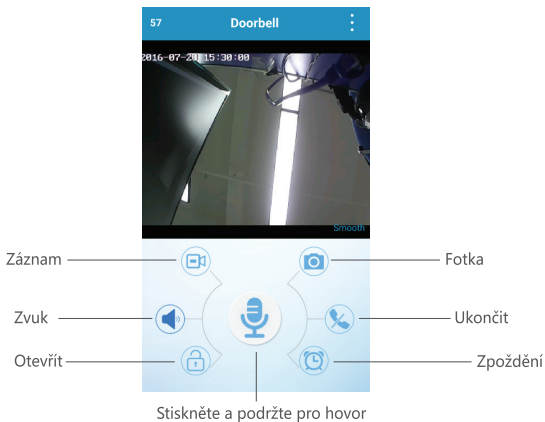 57 Doorbell
2016-07-20 15:30:00
Smooth
Záznam
Fotka
Zvuk
Ukončit
Otevřít
Zpoždění
Stiskněte a podržte pro hovor